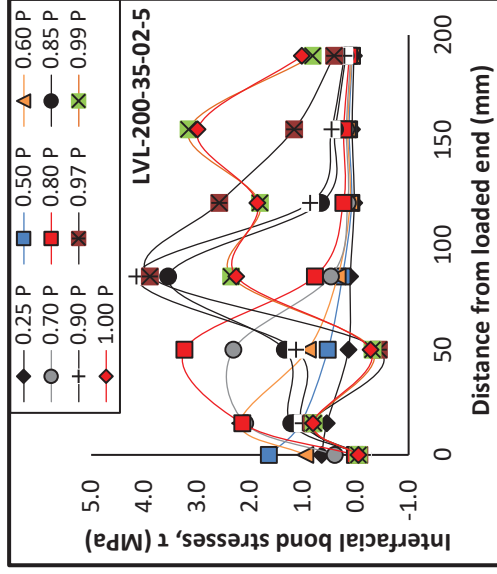 0.25 P 0.50 P 0.60 P
0.70 P 0.80 P 0.85 P
0.90 P 0.97 P 0.99 P
1.00 P
LVL-200-35-02-5
Interfacial bond stresses, τ (MPa)
5.0
4.0
3.0
2.0
1.0
0.0
-1.0
0 50 100 150 200
Distance from loaded end (mm)